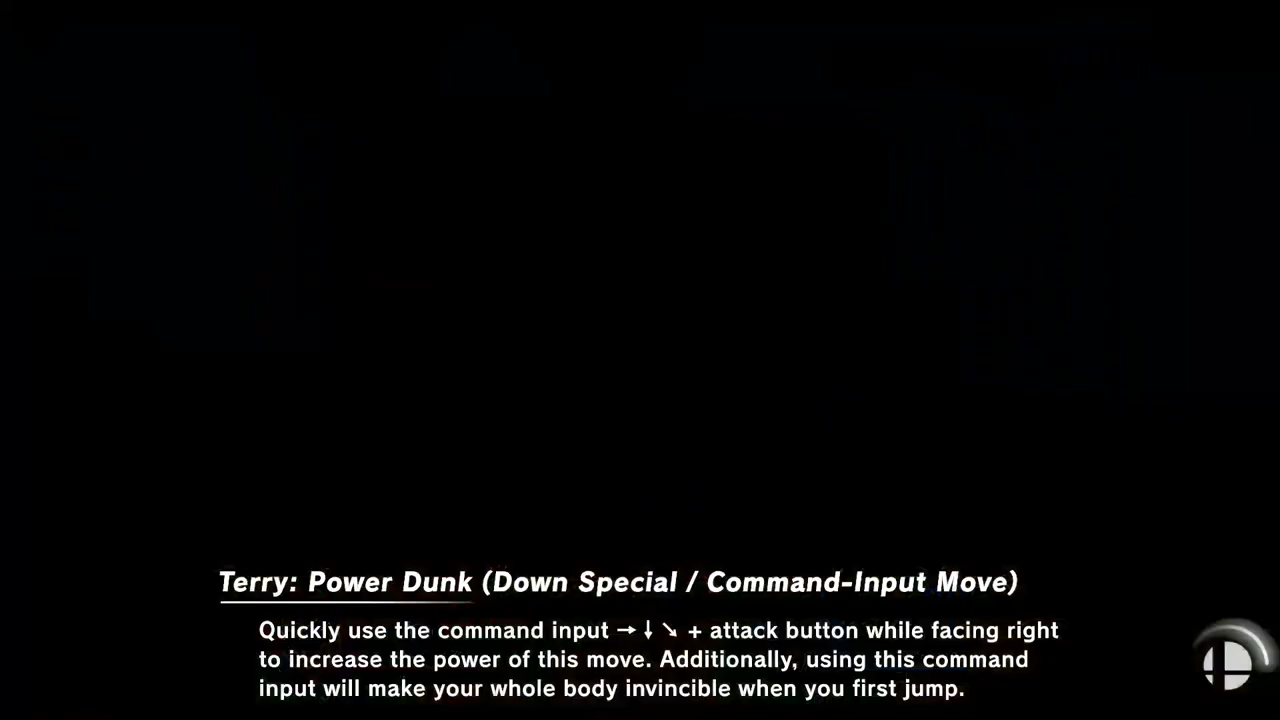 Terry: Power Dunk (Down Special / Command-Input Move)
Quickly use the command input →↓↘ + attack button while facing right
to increase the power of this move. Additionally, using this command
input will make your whole body invincible when you first jump.